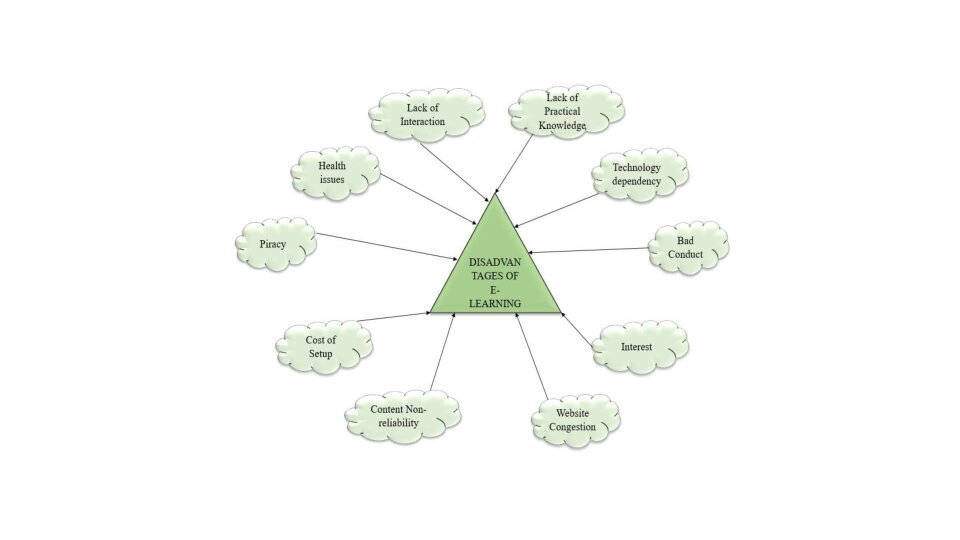 Lack of
Interaction
Lack of
Practical
Knowledge
Health
issues
Technology
dependency
Piracy
Bad
Conduct
DISADVAN
TAGES OF
E-
LEARNING
Cost of
Setup
Interest
Content Non-
reliability
Website
Congestion